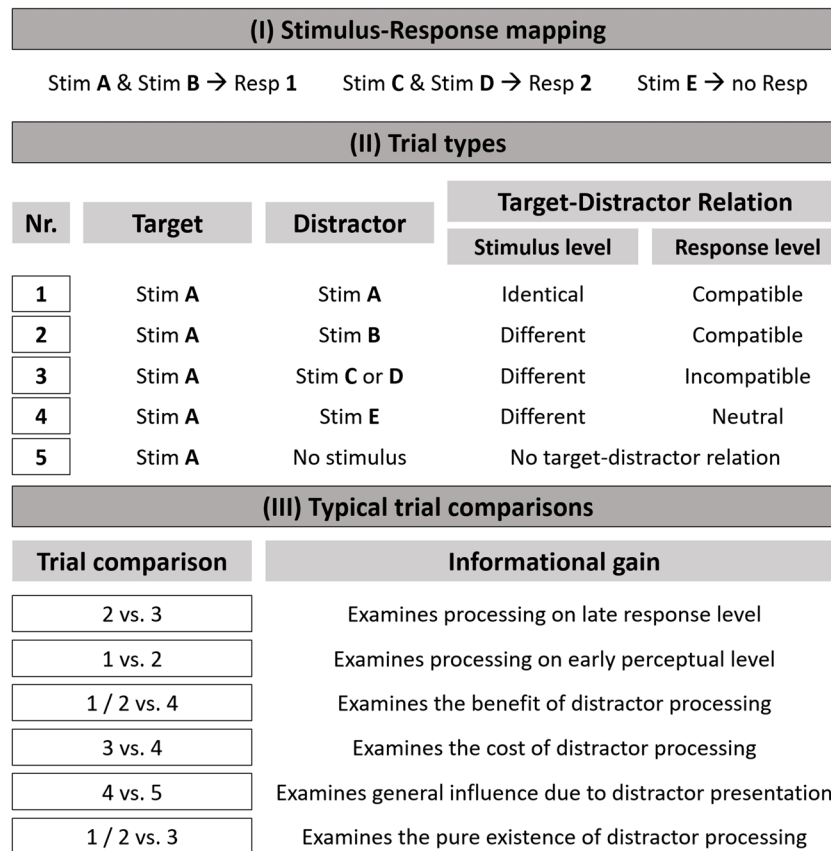 (I) Stimulus-Response mapping
Stim A & Stim B → Resp 1 Stim C & Stim D → Resp 2 Stim E → no Resp
(II) Trial types
Nr. Target Distractor Target-Distractor Relation
Stimulus level Response level
1 Stim A Stim A Identical Compatible
2 Stim A Stim B Different Compatible
3 Stim A Stim C or D Different Incompatible
4 Stim A Stim E Different Neutral
5 Stim A No stimulus No target-distractor relation
(III) Typical trial comparisons
Trial comparison Informational gain
2 vs. 3 Examines processing on late response level
1 vs. 2 Examines processing on early perceptual level
1 / 2 vs. 4 Examines the benefit of distractor processing
3 vs. 4 Examines the cost of distractor processing
4 vs. 5 Examines general influence due to distractor presentation
1 / 2 vs. 3 Examines the pure existence of distractor processing